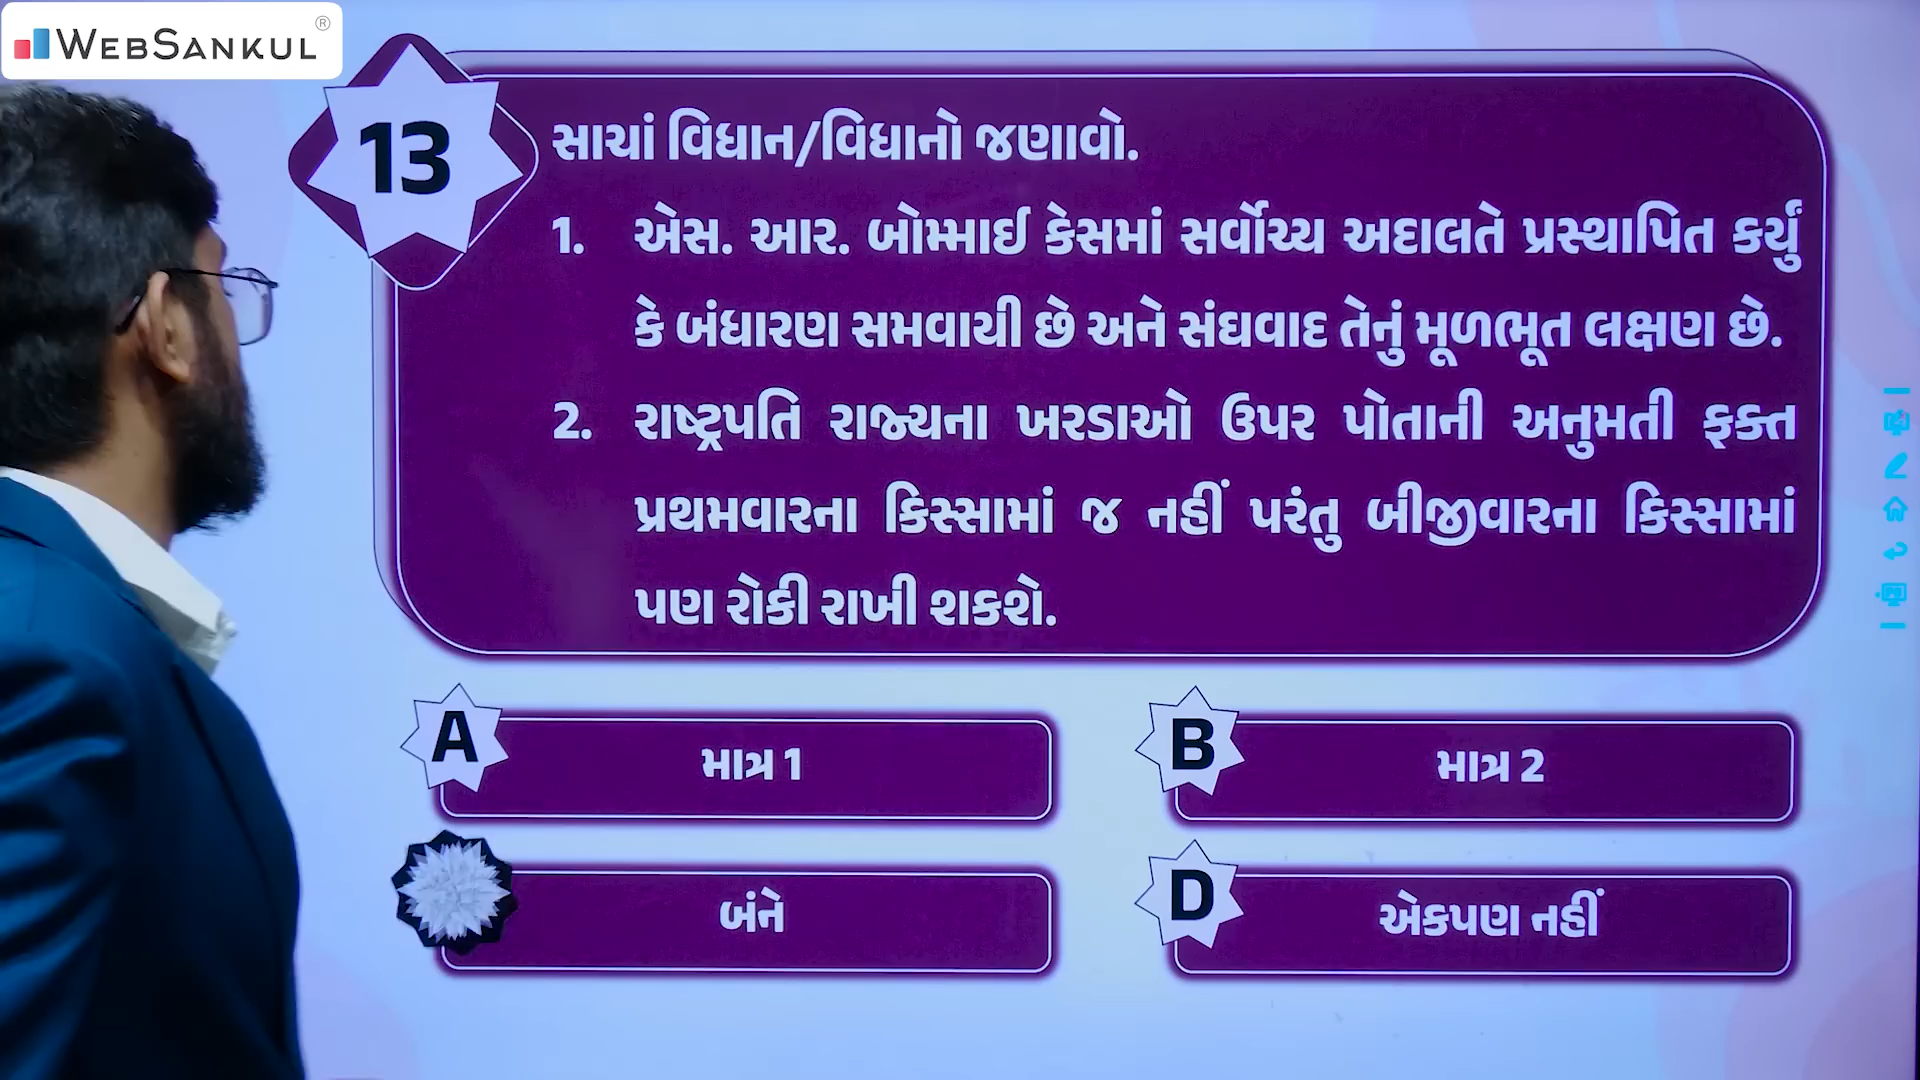 WEBSANKUL®
13
સાચાં વિધાન/વિધાનો જણાવો.
1. એસ. આર. બોમ્માઈ કેસમાં સર્વોચ્ચ અદાલતે પ્રસ્થાપિત કર્યું
કે બંધારણ સમવાયી છે અને સંઘવાદ તેનું મૂળભૂત લક્ષણ છે.
2. રાષ્ટ્રપતિ રાજ્યના ખરડાઓ ઉપર પોતાની અનુમતી ફક્ત
પ્રથમવારના કિસ્સામાં જ નહીં પરંતુ બીજીવારના કિસ્સામાં
પણ રોકી રાખી શકશે.
A માત્ર 1
B માત્ર 2
બંને
D એકપણ નહીં